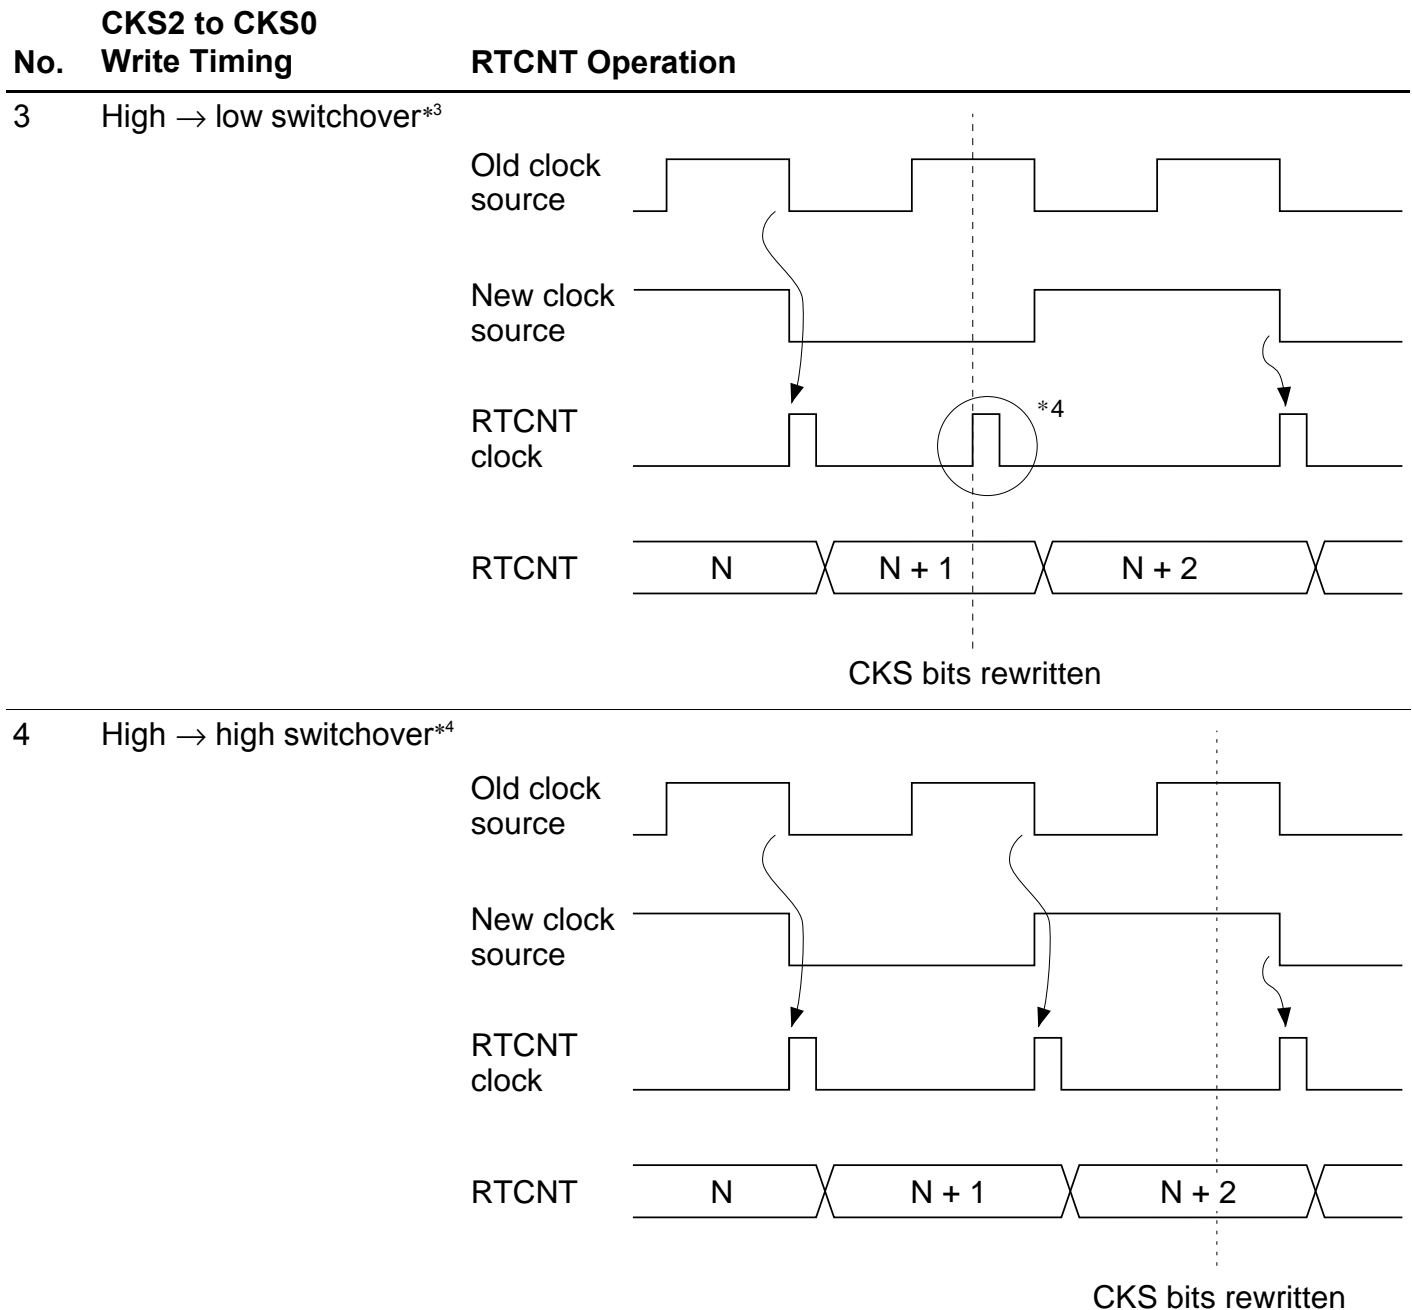 CKS2 to CKS0
No. Write Timing RTCNT Operation
3 High → low switchover*3
Old clock
source
New clock
source
RTCNT
clock
*4
RTCNT N N + 1 N + 2
CKS bits rewritten
4 High → high switchover*4
Old clock
source
New clock
source
RTCNT
clock
RTCNT N N + 1 N + 2
CKS bits rewritten